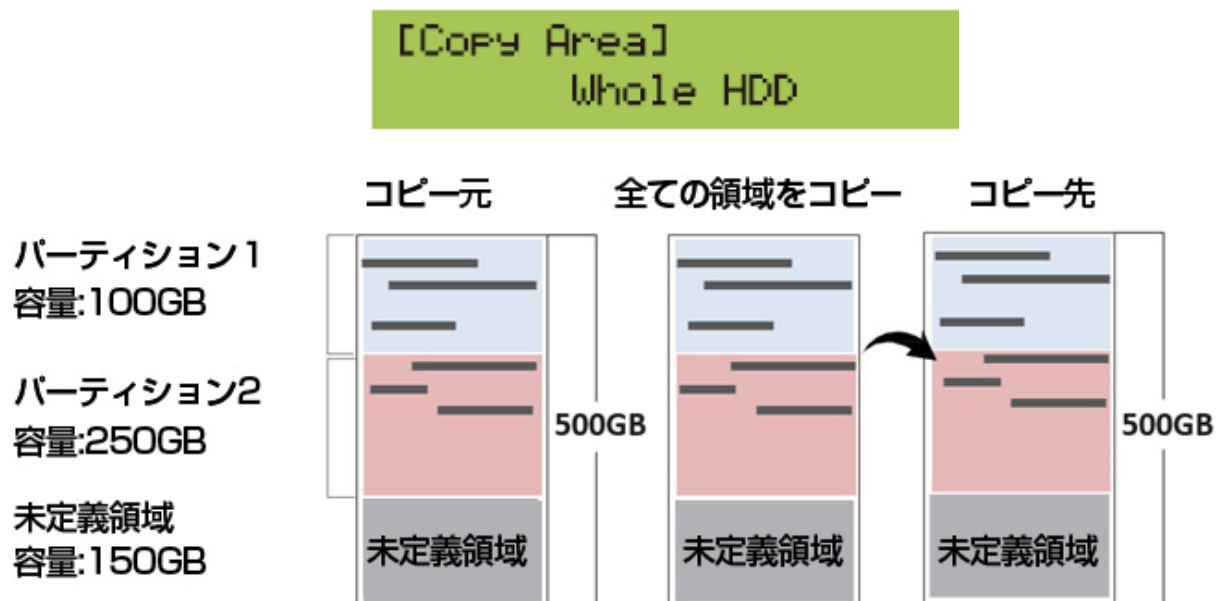 [Copy Area]
Whole HDD
コピー元
全ての領域をコピー
コピー先
パーティション1
容量:100GB
パーティション2
容量:250GB
500GB
500GB
未定義領域
容量:150GB
未定義領域
未定義領域
未定義領域